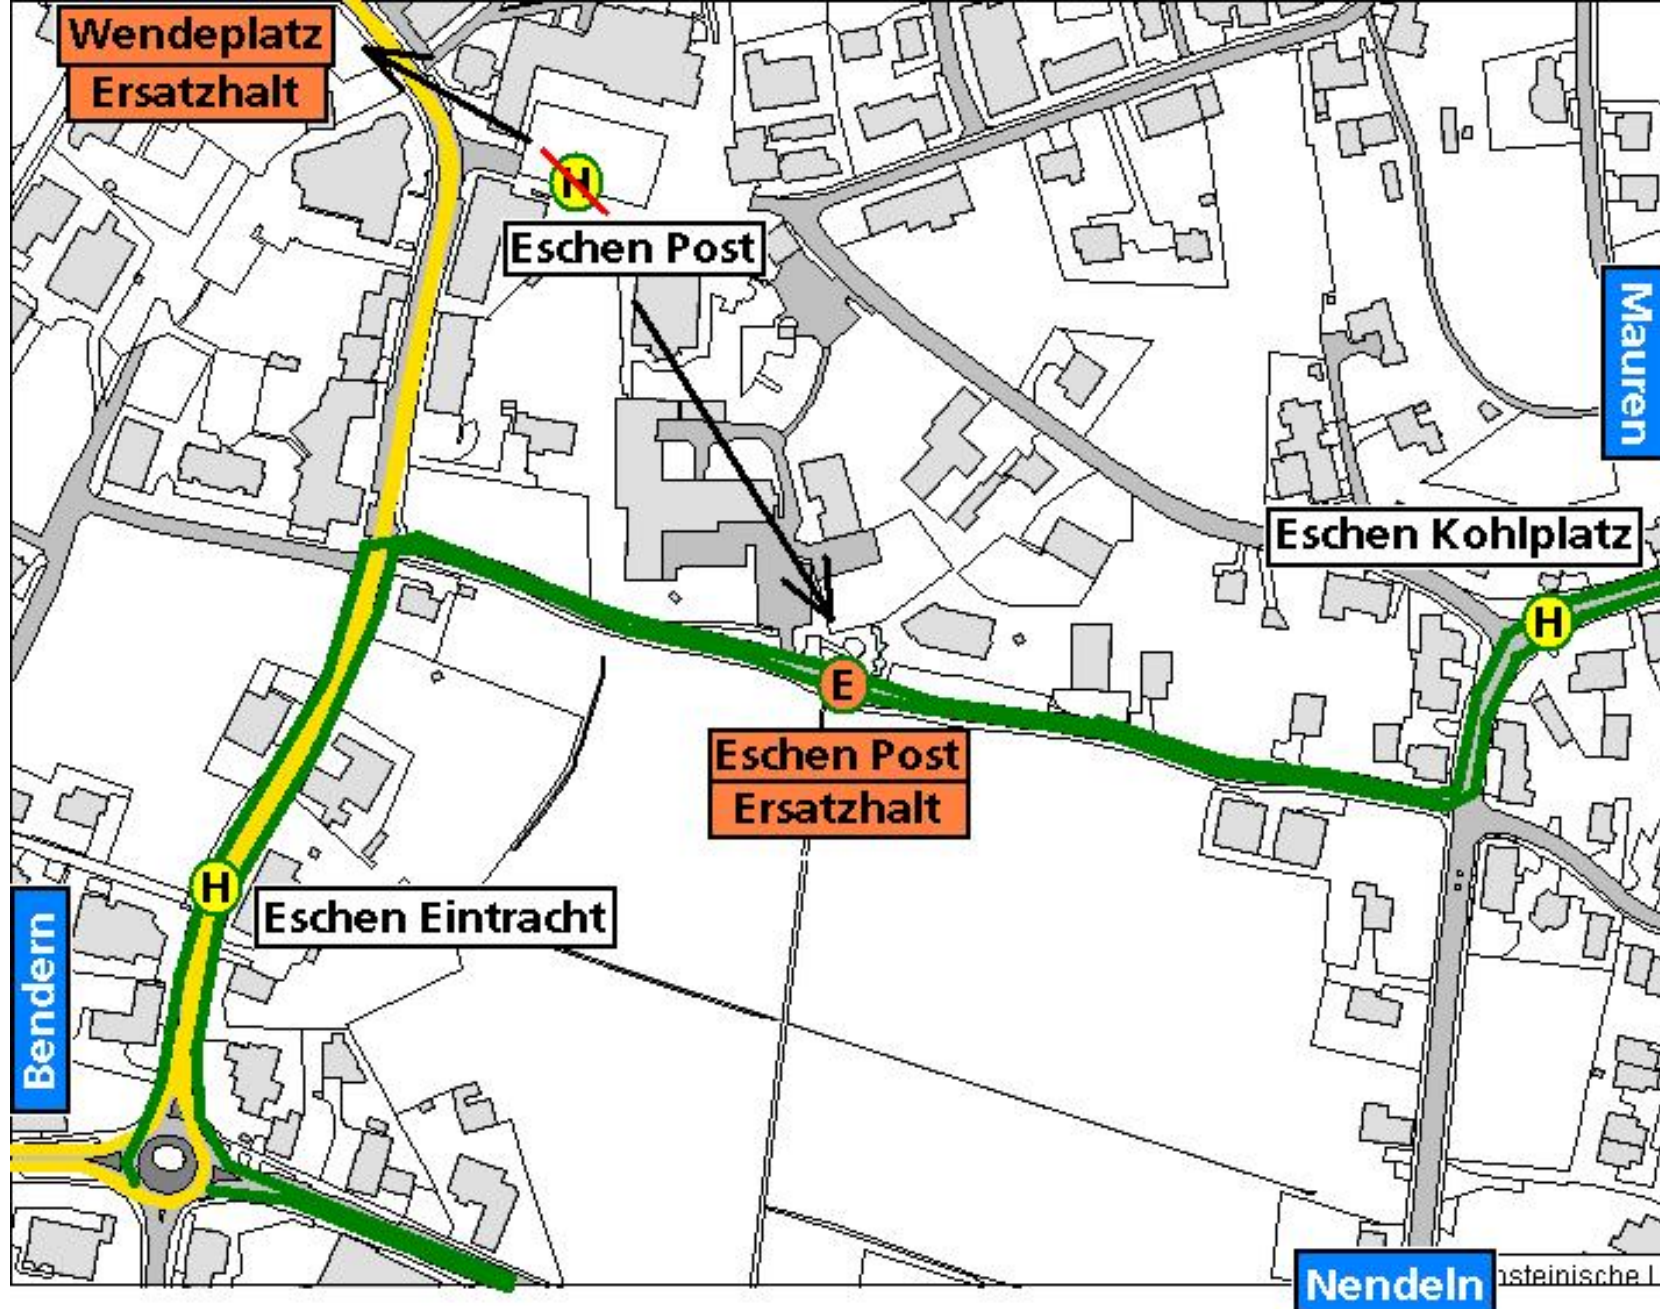 Wendeplatz
Ersatzhalt
H
Eschen Post
Mauren
Eschen Kohlplatz
H
E
Eschen Post
Ersatzhalt
H
Eschen Eintracht
Bendern
Nendeln